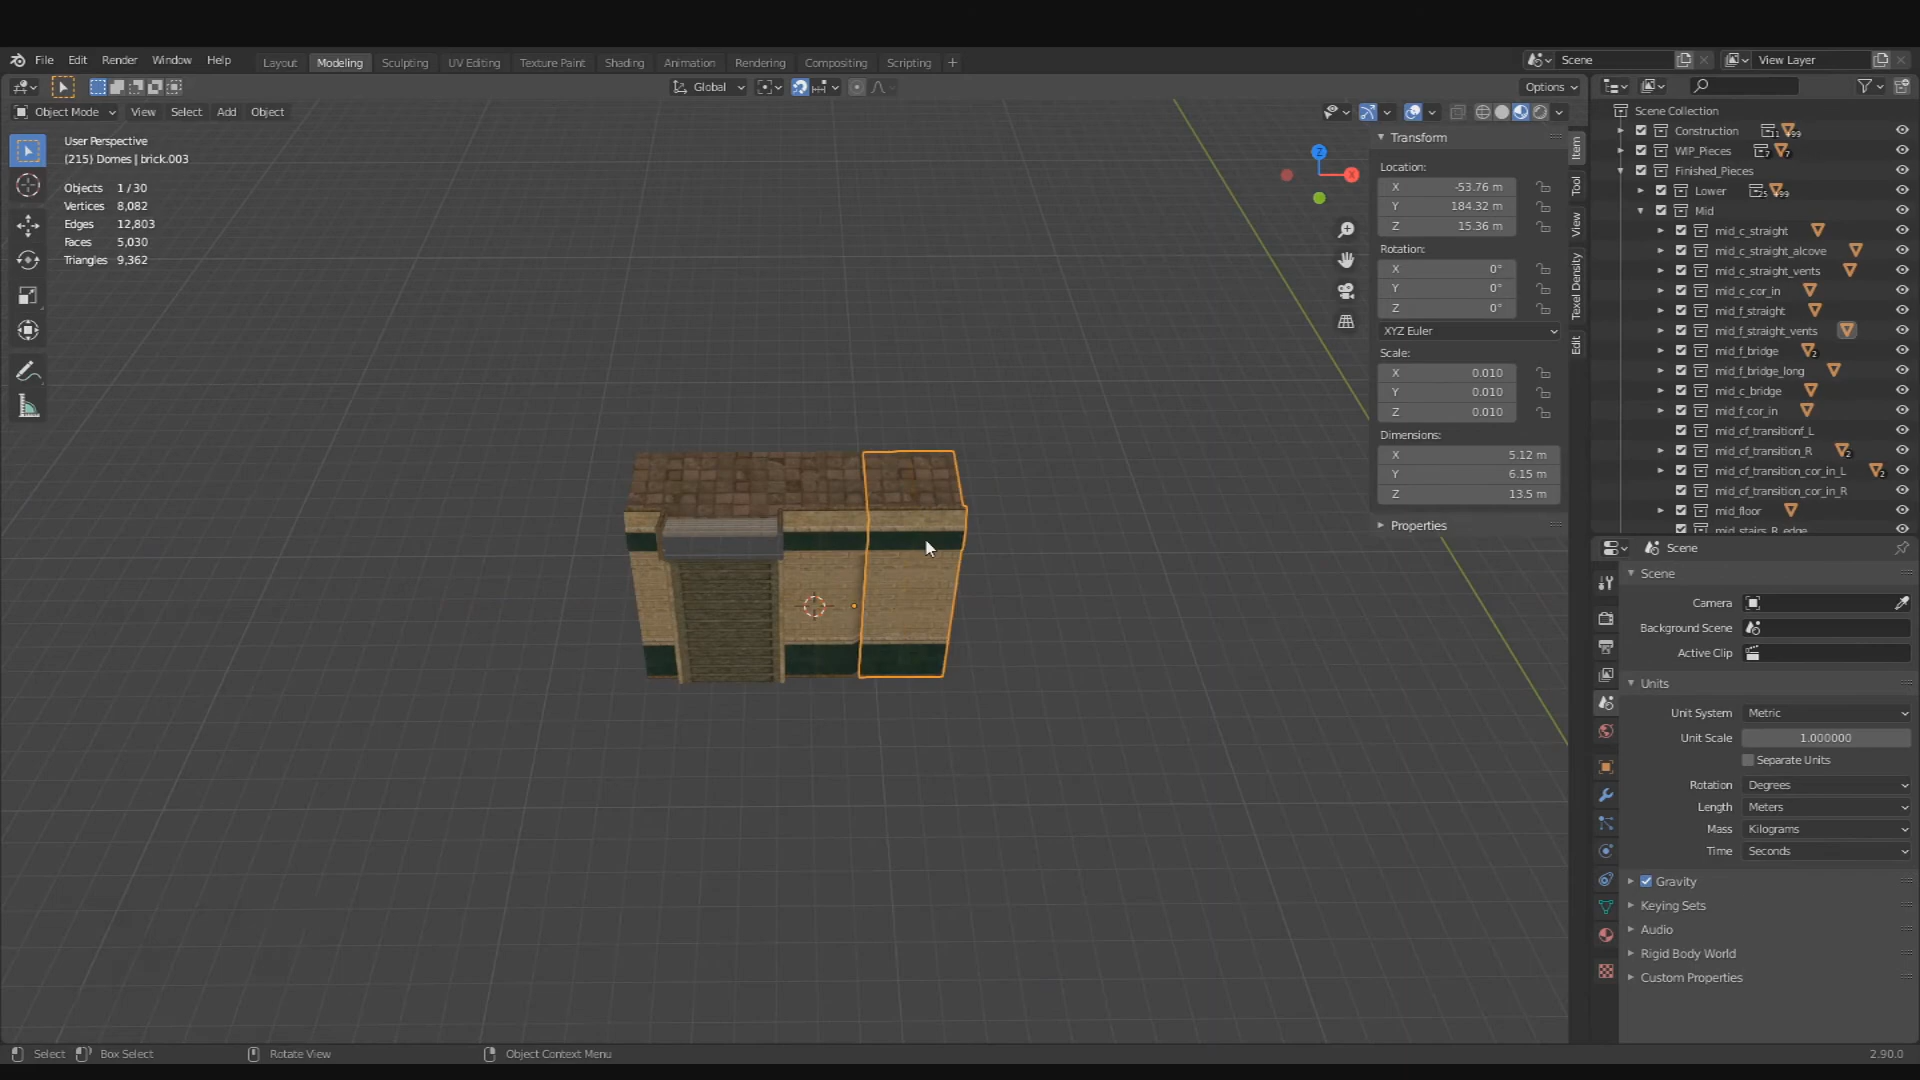 File Edit Render Window Help Layout Modeling Sculpting UV Editing Texture Paint Shading Animation Rendering Compositing Scripting + Scene View Layer
Global Options
Object Mode View Select Add Object
User Perspective
(215) Domes | brick.003
Objects 1 / 30
Vertices 8,082
Edges 12,803
Faces 5,030
Triangles 9,362
Z
X
Transform
Location:
X -53.76 m
Y 184.32 m
Z 15.36 m
Rotation:
X 0°
Y 0°
Z 0°
XYZ Euler
Scale:
X 0.010
Y 0.010
Z 0.010
Dimensions:
X 5.12 m
Y 6.15 m
Z 13.5 m
Properties
Item
Tool
View
Texel Density
Edit
Scene Collection
Construction
WIP_Pieces
Finished_Pieces
Lower
Mid
mid_c_straight
mid_c_straight_alcove
mid_c_straight_vents
mid_c_cor_in
mid_f_straight
mid_f_straight_vents
mid_f_bridge 2
mid_f_bridge_long
mid_c_bridge
mid_f_cor_in
mid_cf_transitionf_L
mid_cf_transition_R 2
mid_cf_transition_cor_in_L 2
mid_cf_transition_cor_in_R
mid_floor
mid_stairs_R_edge
Scene
Scene
Camera
Background Scene
Active Clip
Units
Unit System Metric
Unit Scale 1.000000
Separate Units
Rotation Degrees
Length Meters
Mass Kilograms
Time Seconds
Gravity
Keying Sets
Audio
Rigid Body World
Custom Properties
Select Box Select Rotate View Object Context Menu 2.90.0